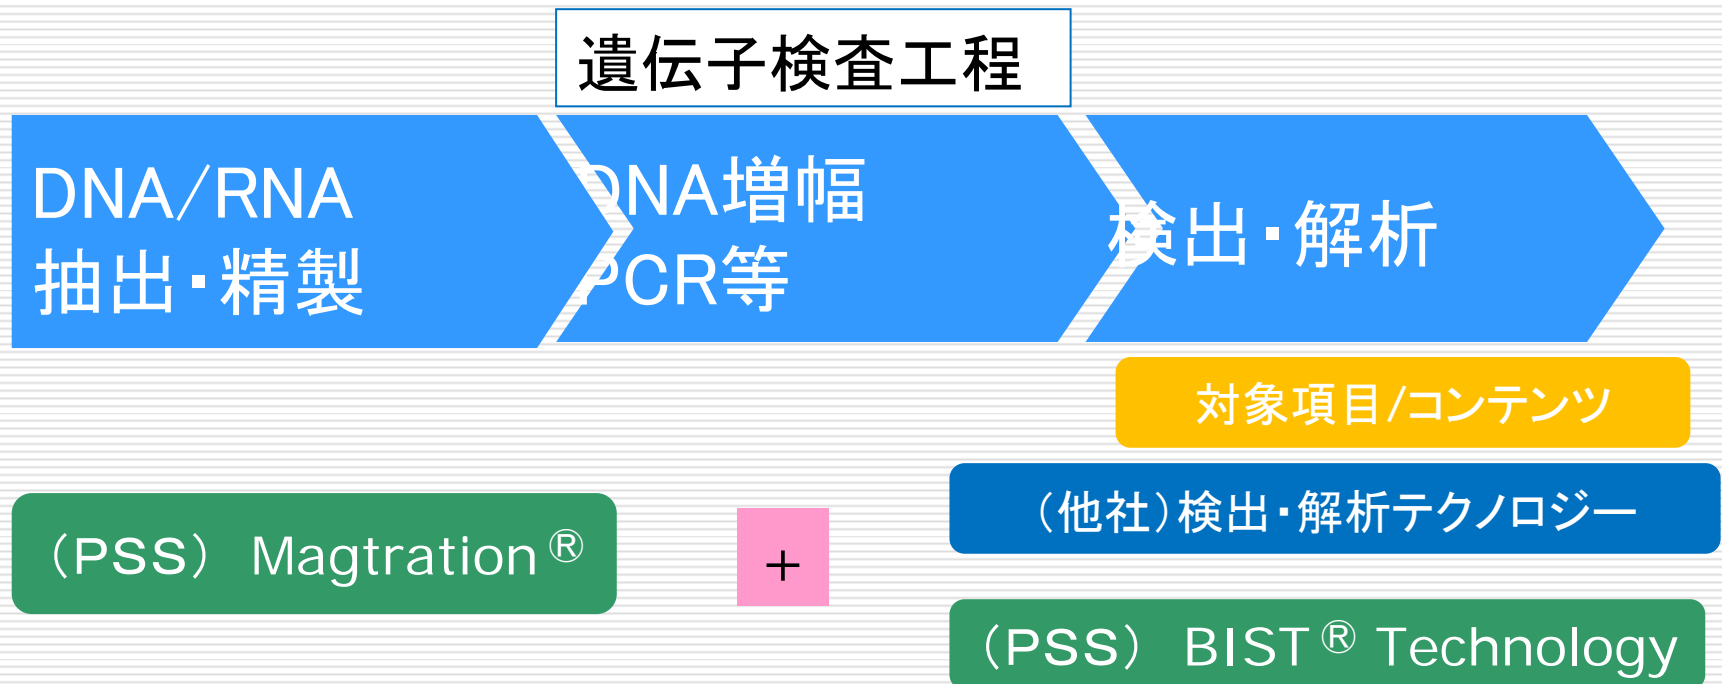 遺伝子検査工程
DNA/RNA
抽出・精製
DNA増幅
PCR等
検出・解析
対象項目/コンテンツ
（他社）検出・解析テクノロジー
（PSS） Magtration®
+
（PSS） BIST® Technology